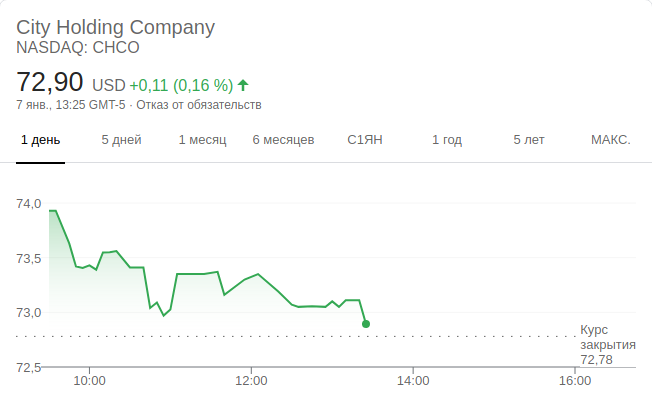 City Holding Company
NASDAQ: CHCO
72,90 USD +0,11 (0,16 %)
7 янв., 13:25 GMT-5 · Отказ от обязательств
1 день 5 дней 1 месяц 6 месяцев С1ЯН 1 год 5 лет МАКС.
74,0
73,5
73,0
Курс
закрытия
72,78
72,5
10:00 12:00 14:00 16:00